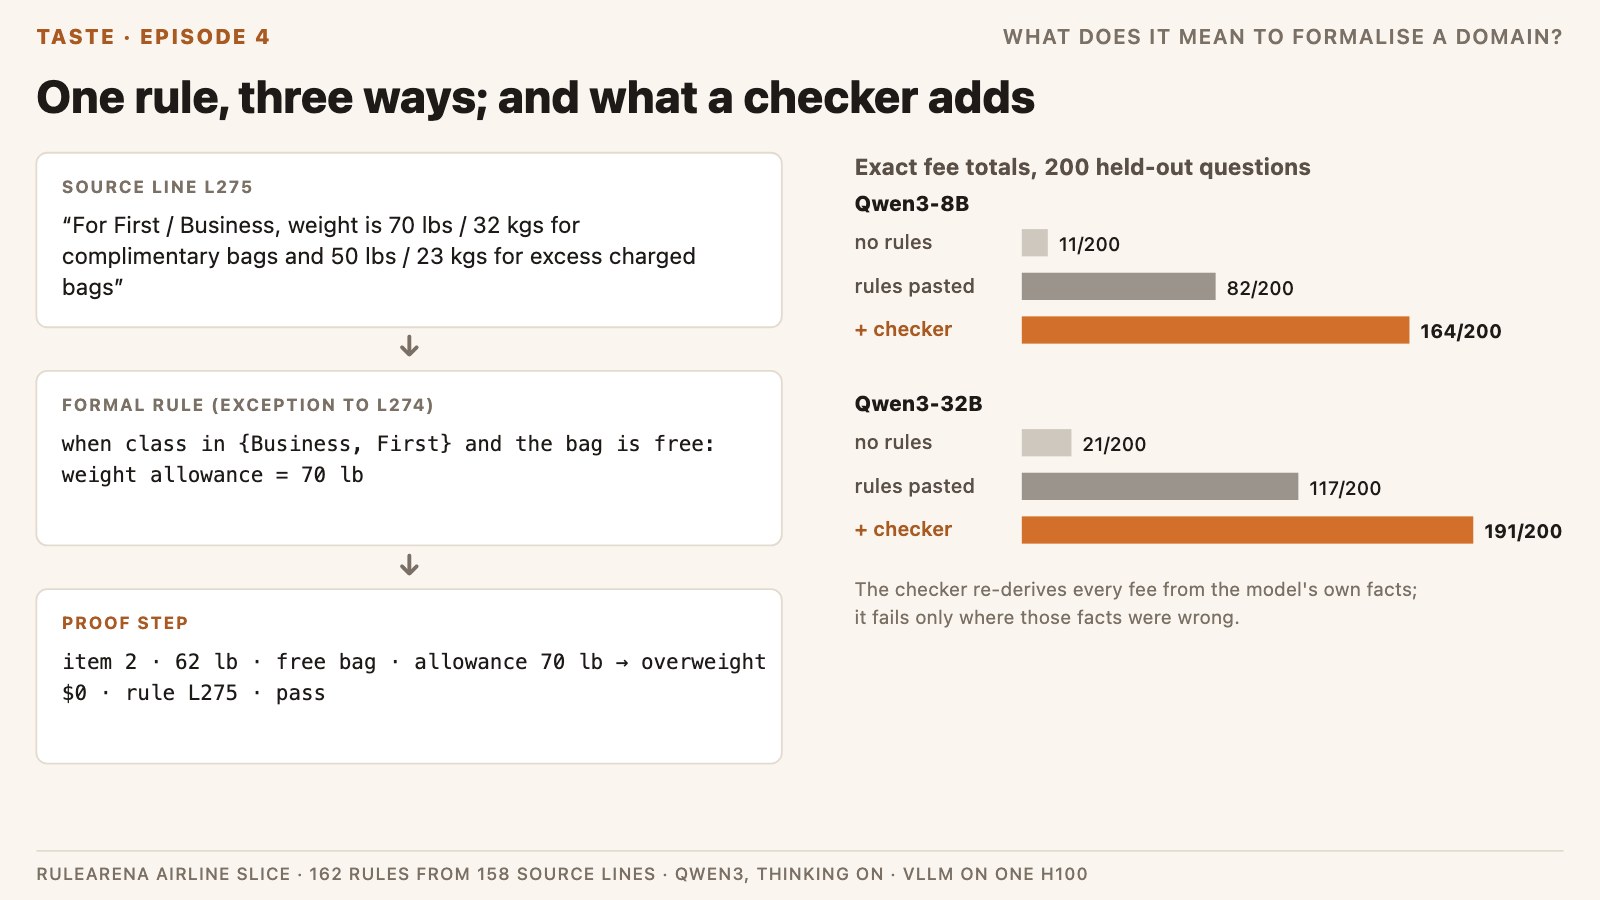 TASTE · EPISODE 4
WHAT DOES IT MEAN TO FORMALISE A DOMAIN?
One rule, three ways; and what a checker adds
SOURCE LINE L275
“For First / Business, weight is 70 lbs / 32 kgs for
complimentary bags and 50 lbs / 23 kgs for excess charged
bags”
FORMAL RULE (EXCEPTION TO L274)
when class in {Business, First} and the bag is free:
weight allowance = 70 lb
PROOF STEP
item 2 · 62 lb · free bag · allowance 70 lb → overweight
$0 · rule L275 · pass
Exact fee totals, 200 held-out questions
Qwen3-8B
no rules 11/200
rules pasted 82/200
+ checker 164/200
Qwen3-32B
no rules 21/200
rules pasted 117/200
+ checker 191/200
The checker re-derives every fee from the model's own facts;
it fails only where those facts were wrong.
RULEARENA AIRLINE SLICE · 162 RULES FROM 158 SOURCE LINES · QWEN3, THINKING ON · VLLM ON ONE H100